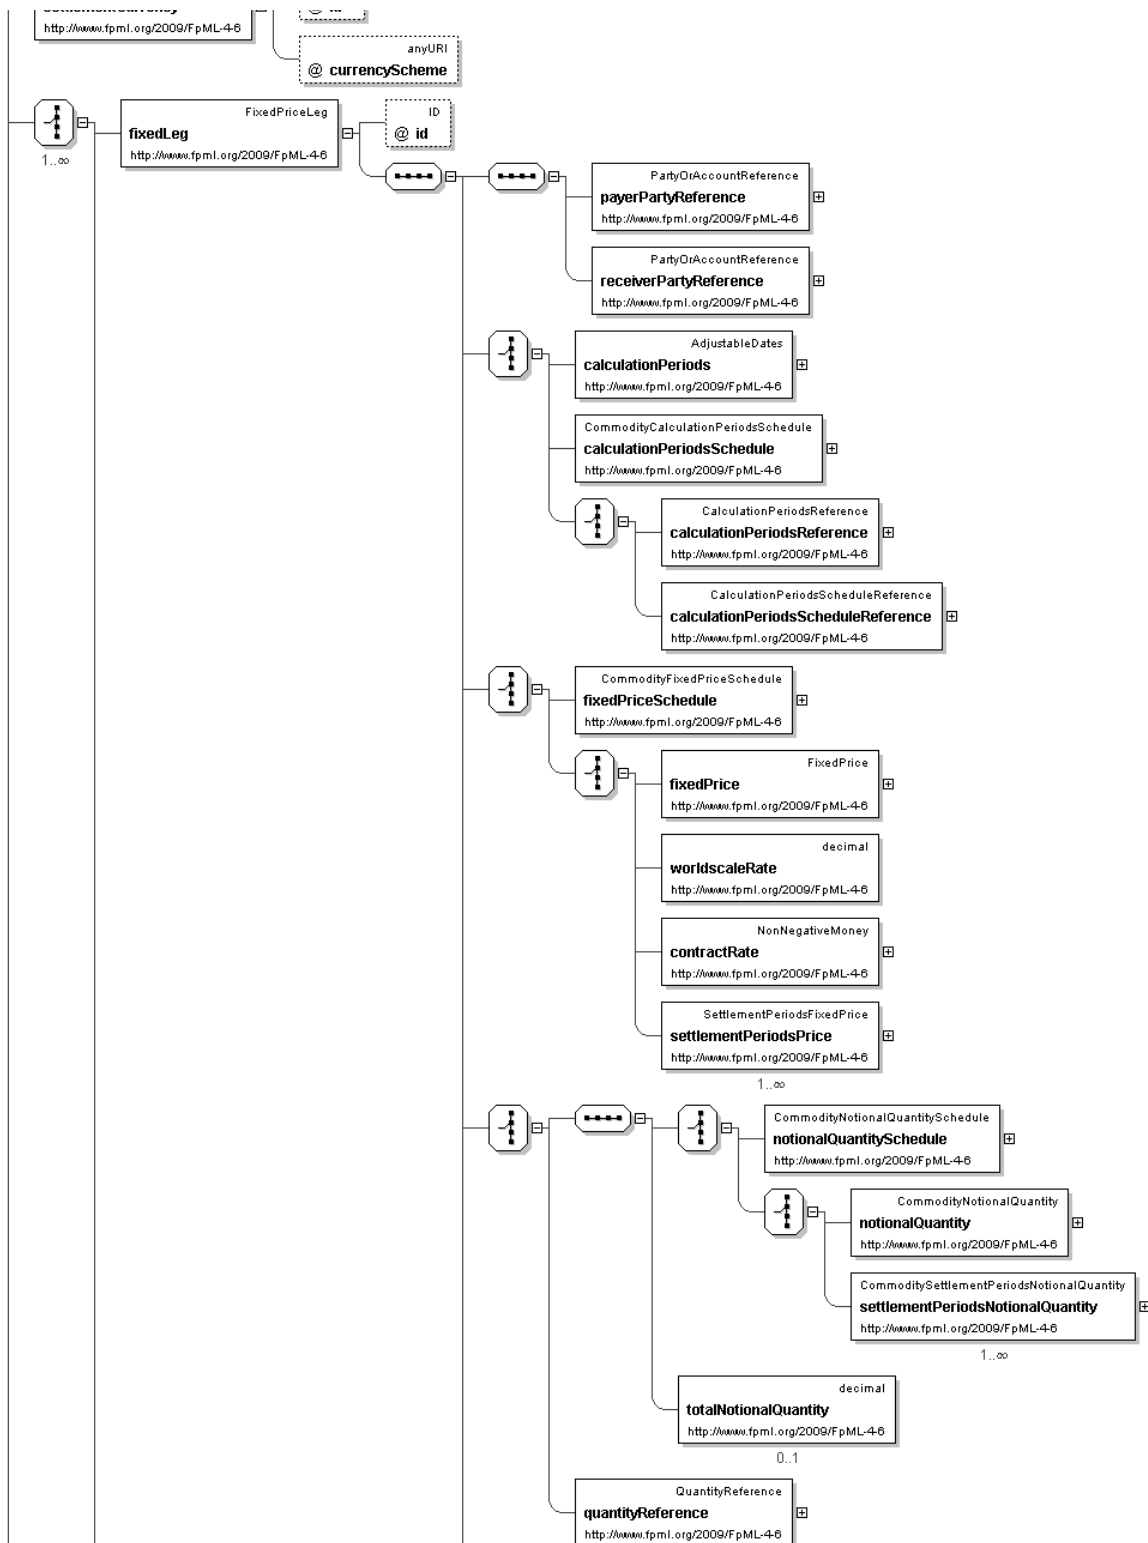 http://www.fpml.org/2009/FpML-4-6
anyURI
@ currencyScheme
FixedPriceLeg
fixedLeg
http://www.fpml.org/2009/FpML-4-6
1..∞
ID
@ id
PartyOrAccountReference
payerPartyReference
http://www.fpml.org/2009/FpML-4-6
PartyOrAccountReference
receiverPartyReference
http://www.fpml.org/2009/FpML-4-6
AdjustableDates
calculationPeriods
http://www.fpml.org/2009/FpML-4-6
CommodityCalculationPeriodsSchedule
calculationPeriodsSchedule
http://www.fpml.org/2009/FpML-4-6
CalculationPeriodsReference
calculationPeriodsReference
http://www.fpml.org/2009/FpML-4-6
CalculationPeriodsScheduleReference
calculationPeriodsScheduleReference
http://www.fpml.org/2009/FpML-4-6
CommodityFixedPriceSchedule
fixedPriceSchedule
http://www.fpml.org/2009/FpML-4-6
FixedPrice
fixedPrice
http://www.fpml.org/2009/FpML-4-6
decimal
worldscaleRate
http://www.fpml.org/2009/FpML-4-6
NonNegativeMoney
contractRate
http://www.fpml.org/2009/FpML-4-6
SettlementPeriodsFixedPrice
settlementPeriodsPrice
http://www.fpml.org/2009/FpML-4-6
1..∞
CommodityNotionalQuantitySchedule
notionalQuantitySchedule
http://www.fpml.org/2009/FpML-4-6
CommodityNotionalQuantity
notionalQuantity
http://www.fpml.org/2009/FpML-4-6
CommoditySettlementPeriodsNotionalQuantity
settlementPeriodsNotionalQuantity
http://www.fpml.org/2009/FpML-4-6
1..∞
decimal
totalNotionalQuantity
http://www.fpml.org/2009/FpML-4-6
0..1
QuantityReference
quantityReference
http://www.fpml.org/2009/FpML-4-6